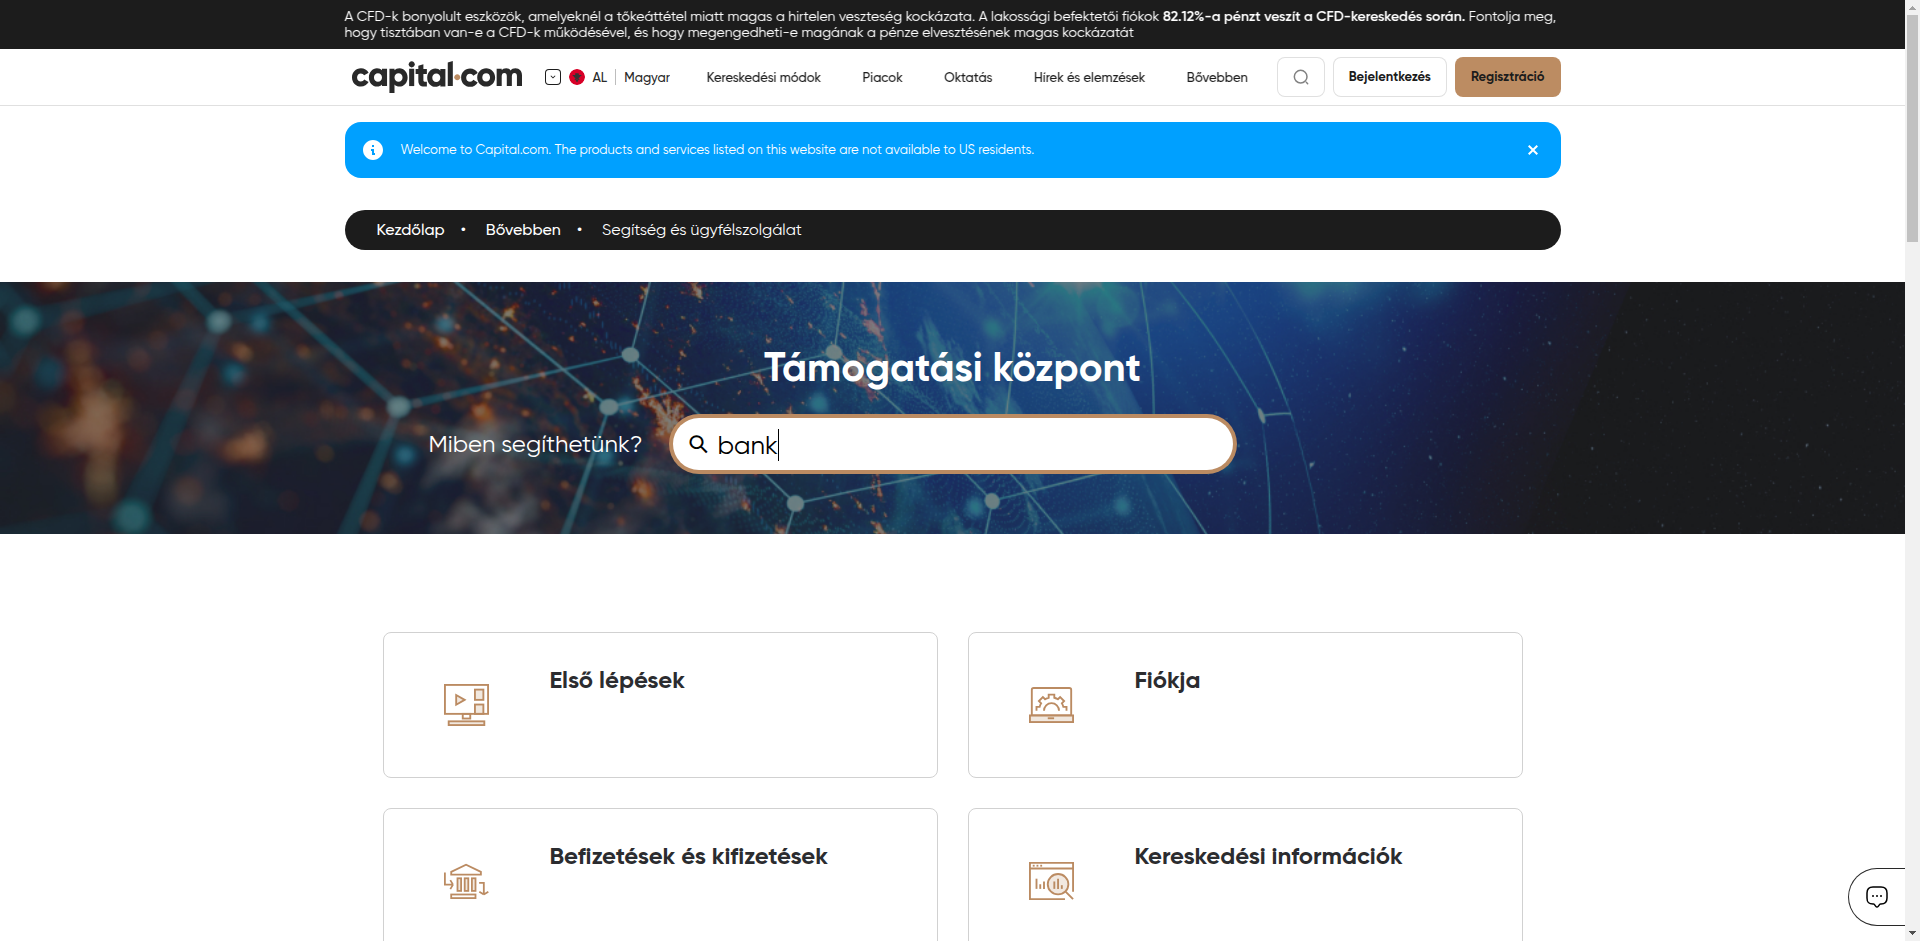 A CFD-k bonyolult eszközök, amelyeknél a tőkeáttétel miatt magas a hirtelen veszteség kockázata. A lakossági befektetői fiókok 82.12%-a pénzt veszít a CFD-kereskedés során. Fontolja meg,
hogy tisztában van-e a CFD-k működésével, és hogy megengedheti-e magának a pénze elvesztésének magas kockázatát
capital.com AL Magyar Kereskedési módok Piacok Oktatás Hírek és elemzések Bővebben Bejelentkezés Regisztráció
Welcome to Capital.com. The products and services listed on this website are not available to US residents.
Kezdőlap • Bővebben • Segítség és ügyfélszolgálat
Támogatási központ
Miben segíthetünk? bank
Első lépések
Fiókja
Befizetések és kifizetések
Kereskedési információk